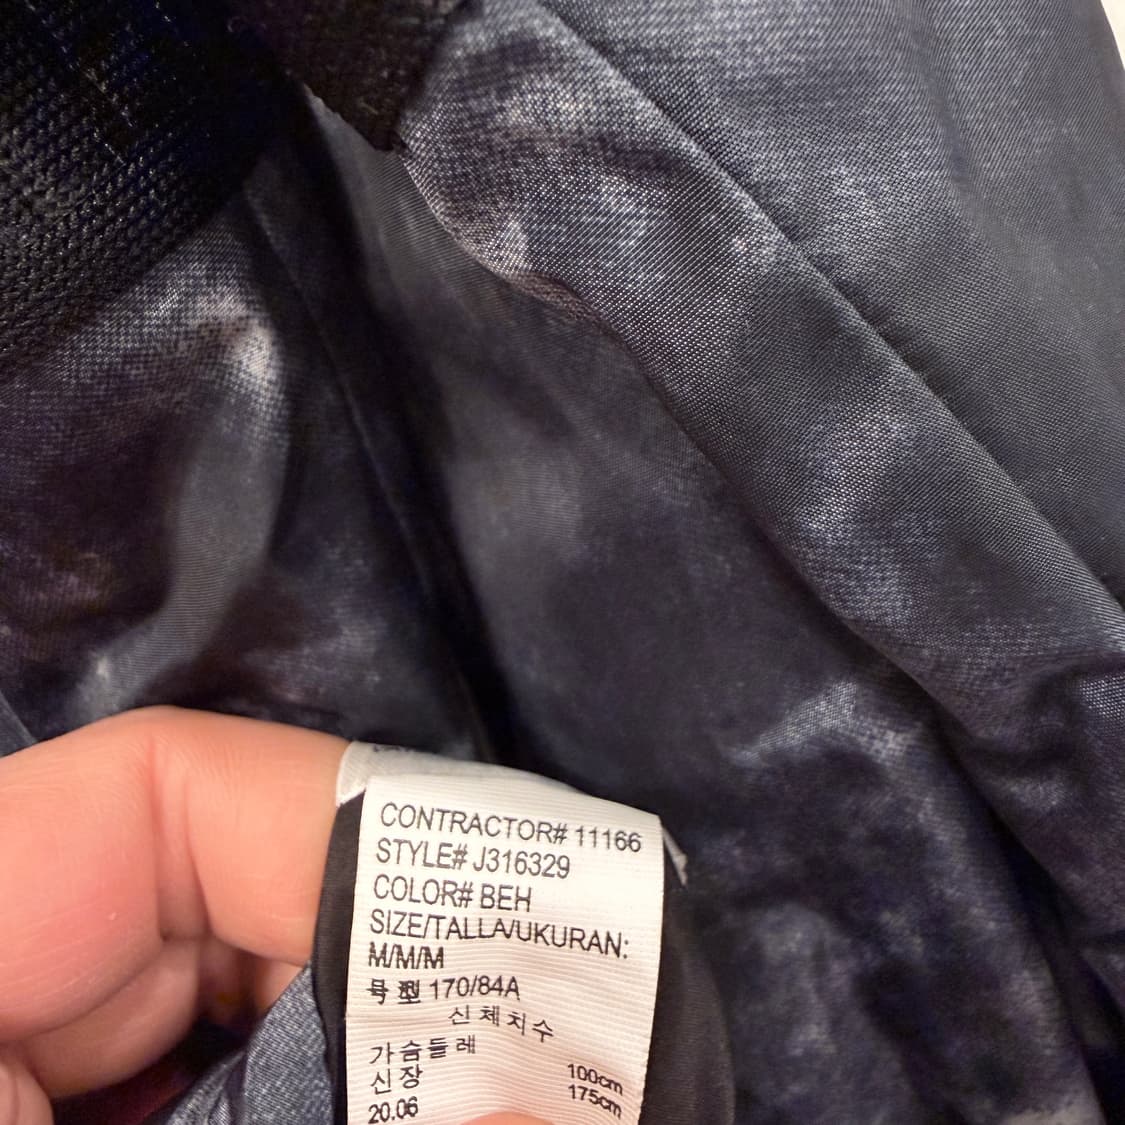 CONTRACTOR# 11166
STYLE# J316329
COLOR# BEH
SIZE/TALLA/UKURAN:
M/M/M
号型 170/84A
신체치수
가슴둘레 100cm
신장 175cm
20.06